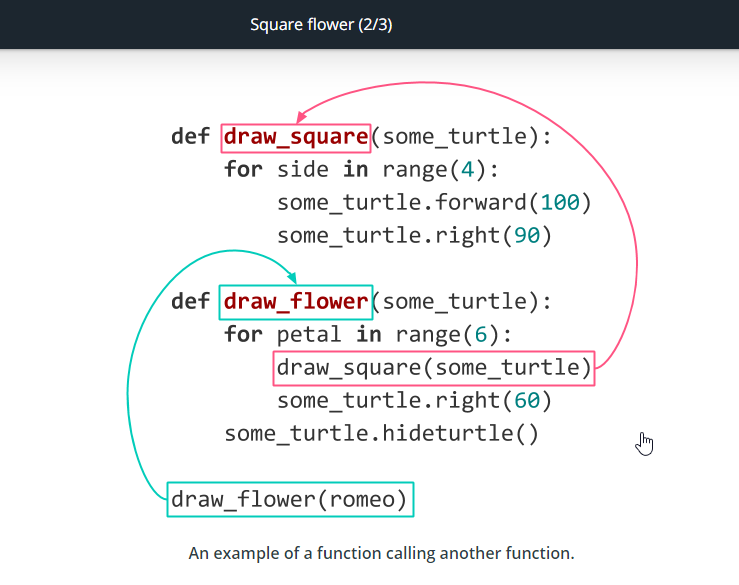 Square flower (2/3)
def draw_square(some_turtle):
    for side in range(4):
        some_turtle.forward(100)
        some_turtle.right(90)
def draw_flower(some_turtle):
    for petal in range(6):
        draw_square(some_turtle)
        some_turtle.right(60)
    some_turtle.hideturtle()
draw_flower(romeo)
An example of a function calling another function.